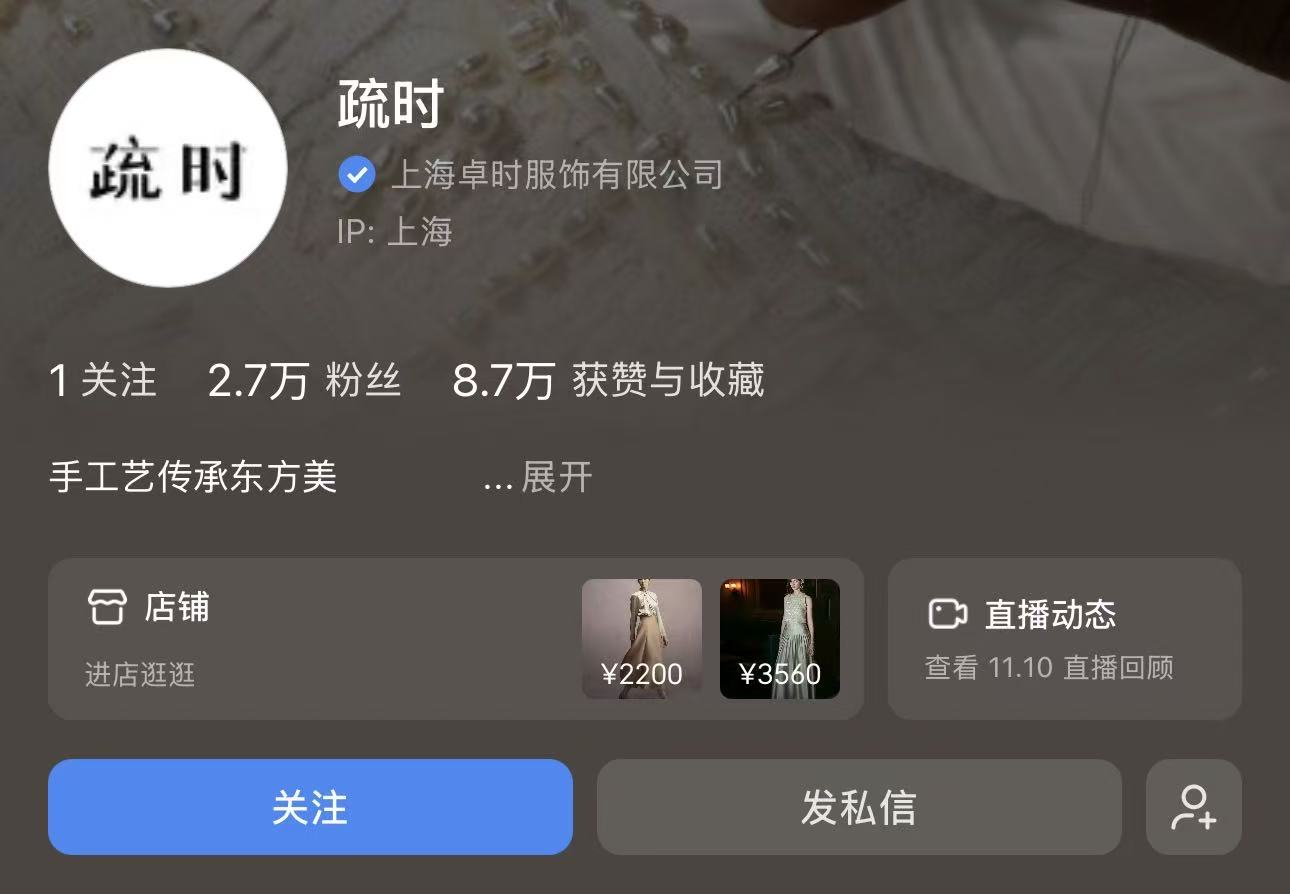 疏时
疏时
上海卓时服饰有限公司
IP: 上海
1 关注 2.7万 粉丝 8.7万 获赞与收藏
手工艺传承东方美 ... 展开
店铺
进店逛逛
¥2200 ¥3560
直播动态
查看 11.10 直播回顾
关注 发私信